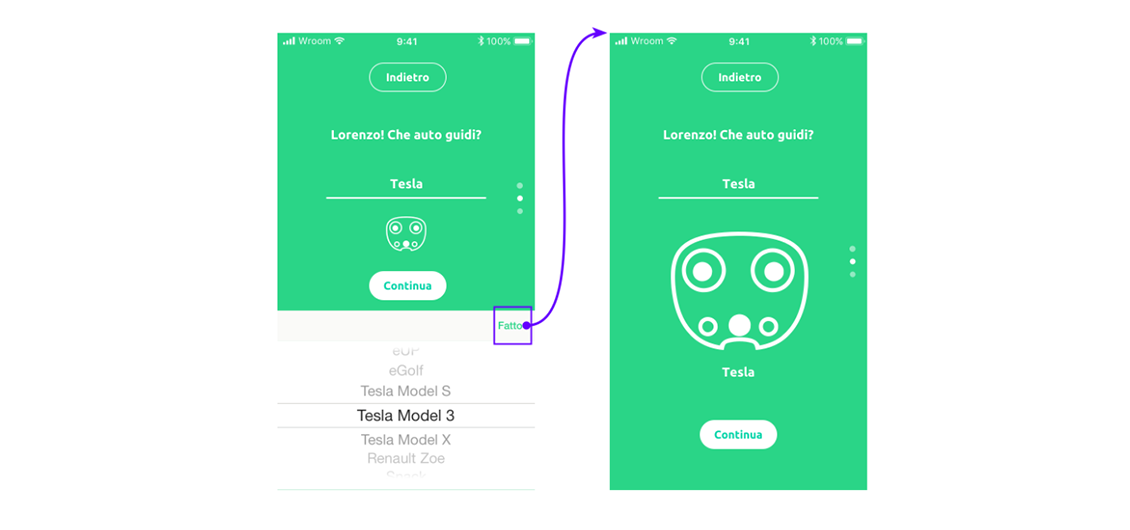 Wroom 9:41 100%
Indietro
Lorenzo! Che auto guidi?
Tesla
Continua
Fatto
eUP
eGolf
Tesla Model S
Tesla Model 3
Tesla Model X
Renault Zoe
Wroom 9:41 100%
Indietro
Lorenzo! Che auto guidi?
Tesla
Tesla
Continua